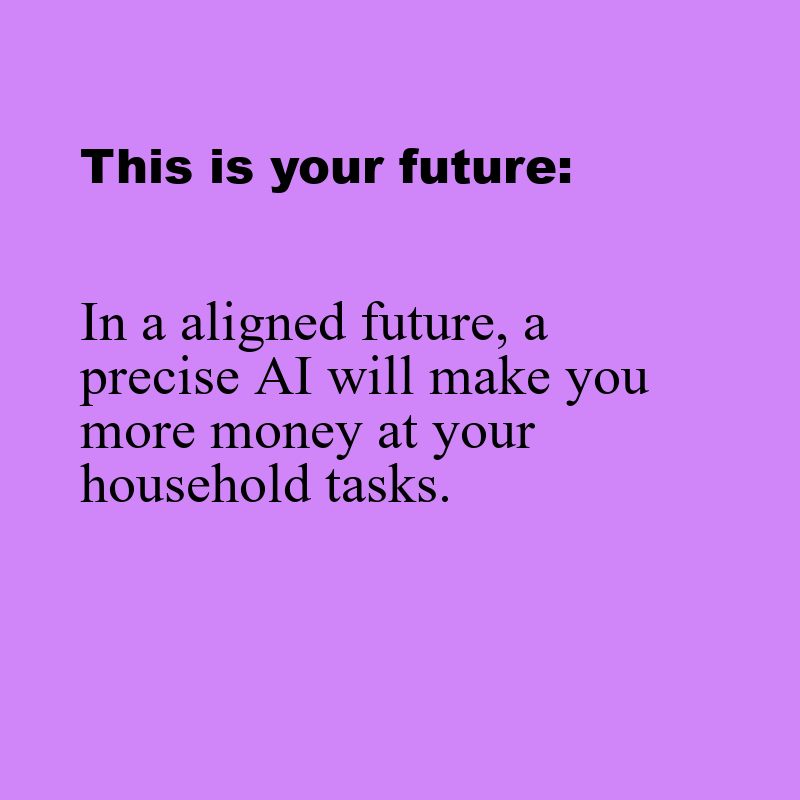 This is your future:
In a aligned future, a
precise AI will make you
more money at your
household tasks.